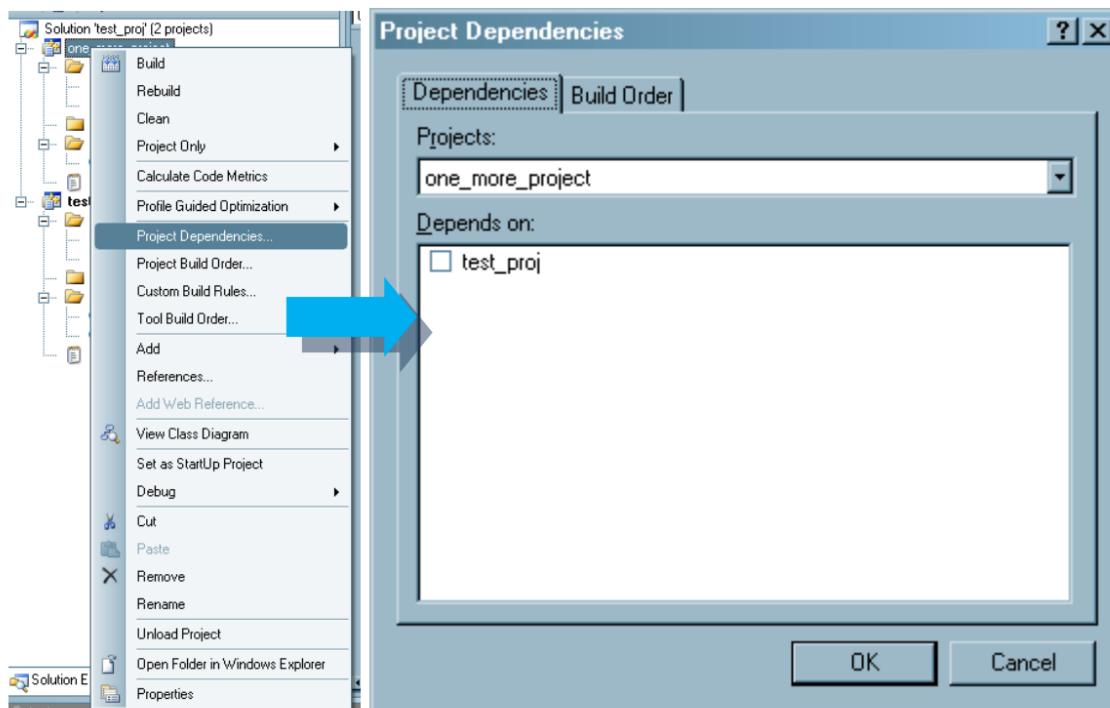 Solution 'test_proj' (2 projects)
one_more_project
Build
Rebuild
Clean
Project Only
Calculate Code Metrics
Profile Guided Optimization
Project Dependencies...
Project Build Order...
Custom Build Rules...
Tool Build Order...
Add
References...
Add Web Reference...
View Class Diagram
Set as StartUp Project
Debug
Cut
Paste
Remove
Rename
Unload Project
Open Folder in Windows Explorer
Properties
tes
Solution E
Project Dependencies
Dependencies
Build Order
Projects:
one_more_project
Depends on:
test_proj
OK
Cancel